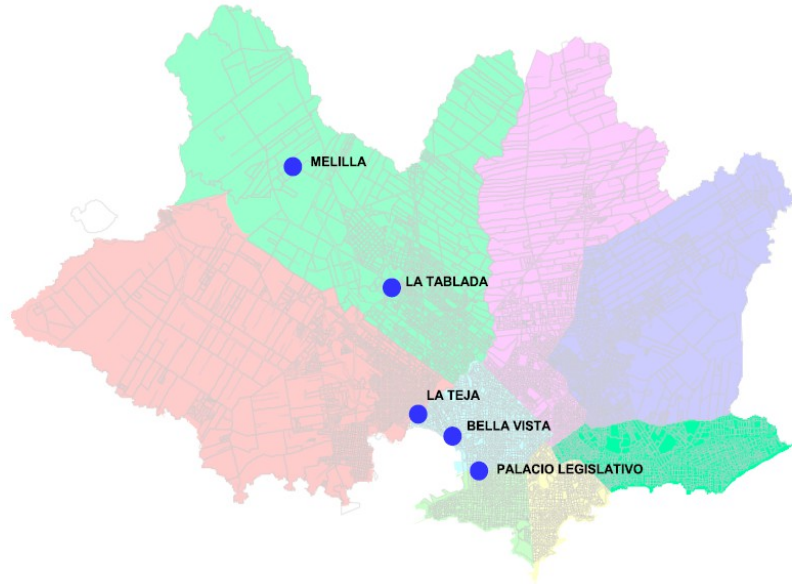 MELILLA
LA TABLADA
LA TEJA
BELLA VISTA
PALACIO LEGISLATIVO